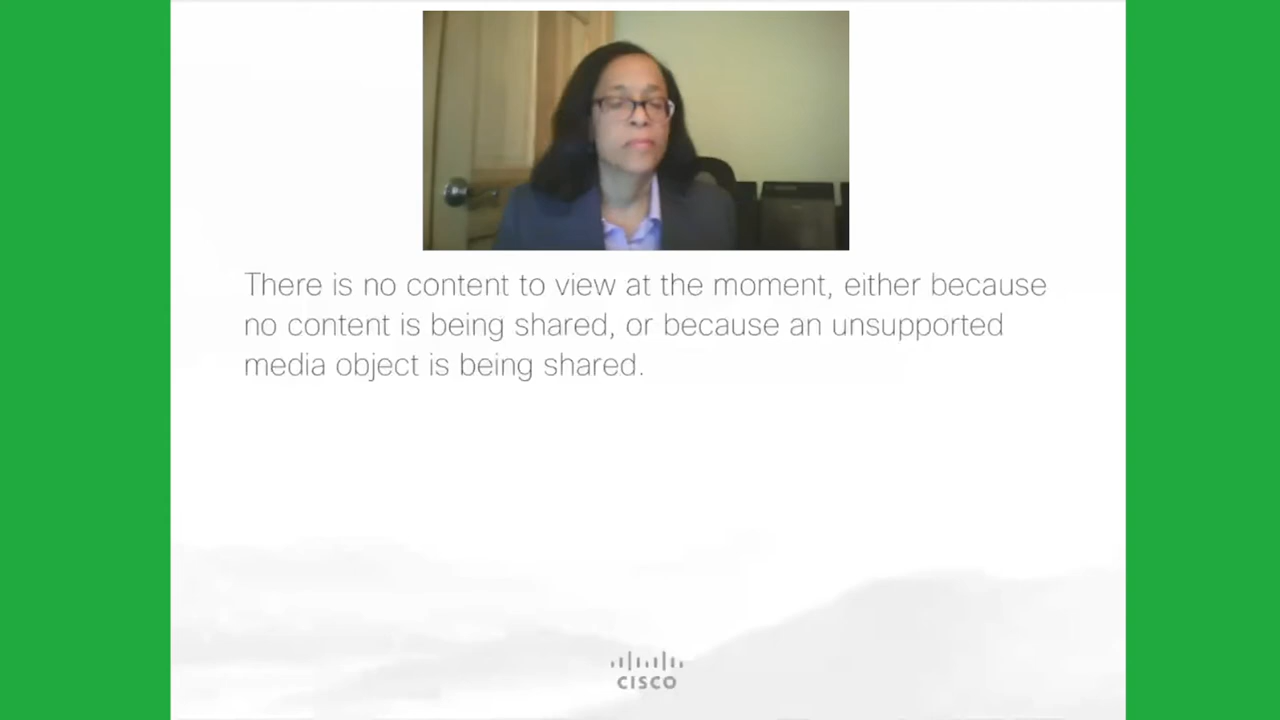 There is no content to view at the moment, either because
no content is being shared, or because an unsupported
media object is being shared.
CISCO